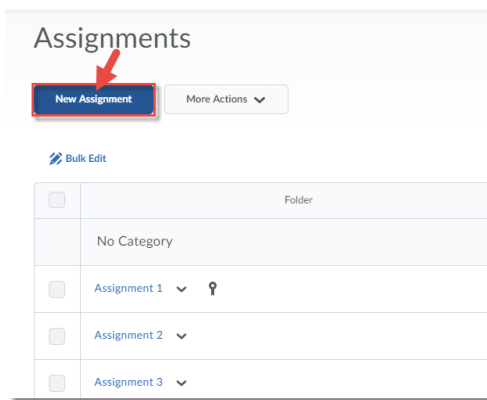 Assignments
New Assignment
More Actions
Bulk Edit
Folder
No Category
Assignment 1
Assignment 2
Assignment 3